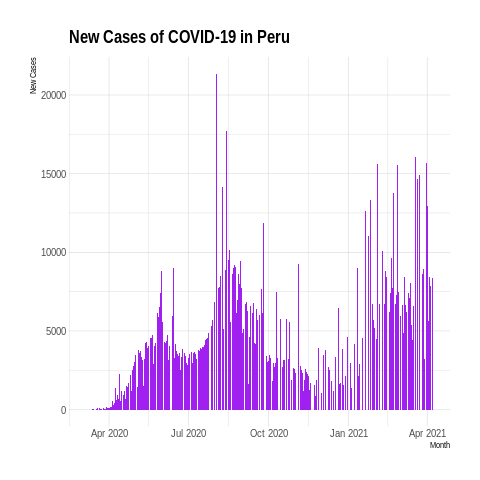 New Cases of COVID-19 in Peru
New Cases
20000
15000
10000
5000
0
Apr 2020 Jul 2020 Oct 2020 Jan 2021 Apr 2021
Month